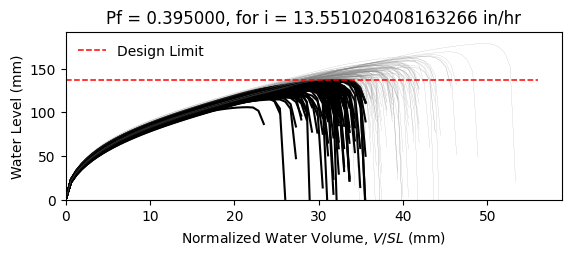 Pf = 0.395000, for i = 13.551020408163266 in/hr
Design Limit
Water Level (mm)
150
100
50
0
0 10 20 30 40 50
Normalized Water Volume, V/SL (mm)